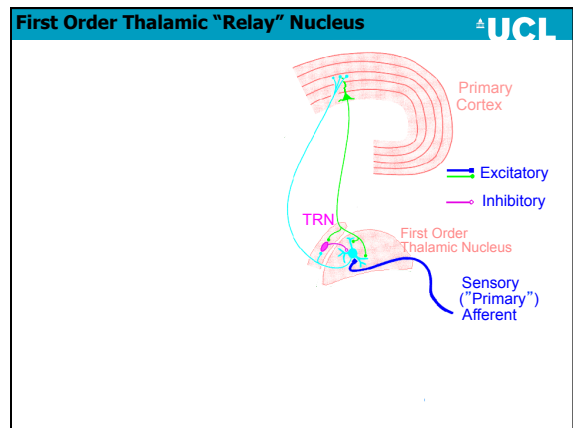 First Order Thalamic “Relay” Nucleus
UCL
Primary
Cortex
Excitatory
Inhibitory
TRN
First Order
Thalamic Nucleus
Sensory
(”Primary”)
Afferent